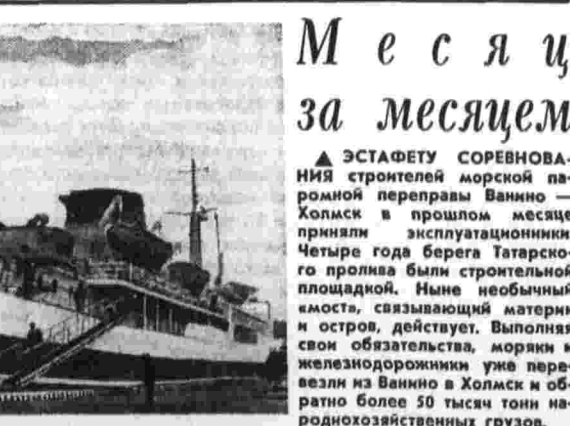 Месяц
за месяцем
▲ ЭСТАФЕТУ СОРЕВНОВА-
НИЯ строителей морской па-
ромной переправы Ванино —
Холмск в прошлом месяце
приняли эксплуатационники.
Четыре года берега Татарско-
го пролива были строительной
площадкой. Ныне необычный
«мост», связывающий материк
и остров, действует. Выполняя
свои обязательства, моряки и
железнодорожники уже пере-
везли из Ванино в Холмск и об-
ратно более 50 тысяч тонн на-
роднохозяйственных грузов.